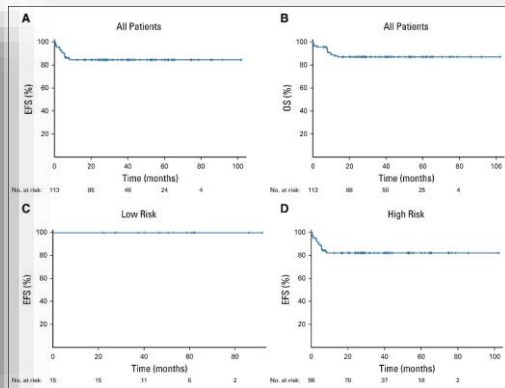 A
All Patients
EFS (%)
100
80
60
40
20
0 20 40 60 80 100
Time (months)
No. at risk: 113 85 48 24 4
B
All Patients
OS (%)
100
80
60
40
20
0 20 40 60 80 100
Time (months)
No. at risk: 113 88 50 25 4
C
Low Risk
EFS (%)
100
80
60
40
20
0 20 40 60 80
Time (months)
No. at risk: 15 15 11 6 2
D
High Risk
EFS (%)
100
80
60
40
20
0 20 40 60 80 100
Time (months)
No. at risk: 98 70 37 18 2